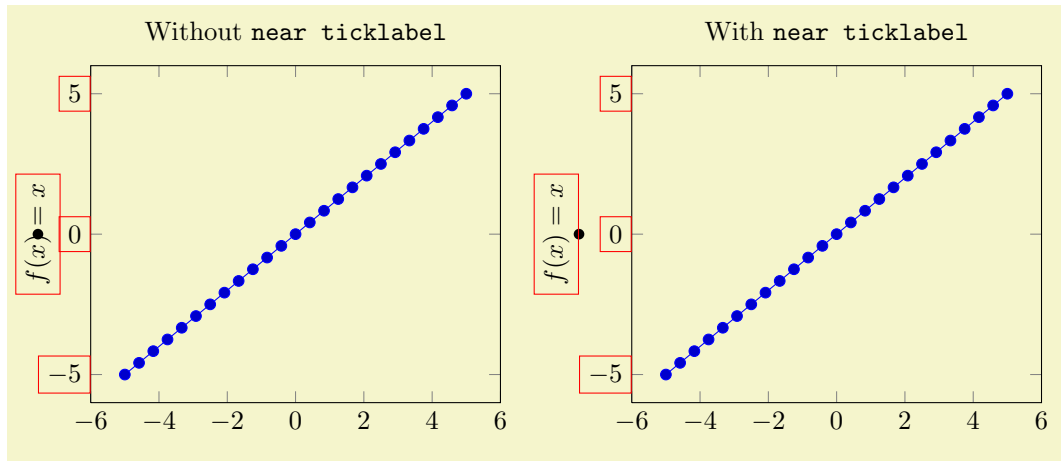 Without near ticklabel
5
0
−5
f(x) = x
−6 −4 −2 0 2 4 6
With near ticklabel
5
0
−5
f(x) = x
−6 −4 −2 0 2 4 6